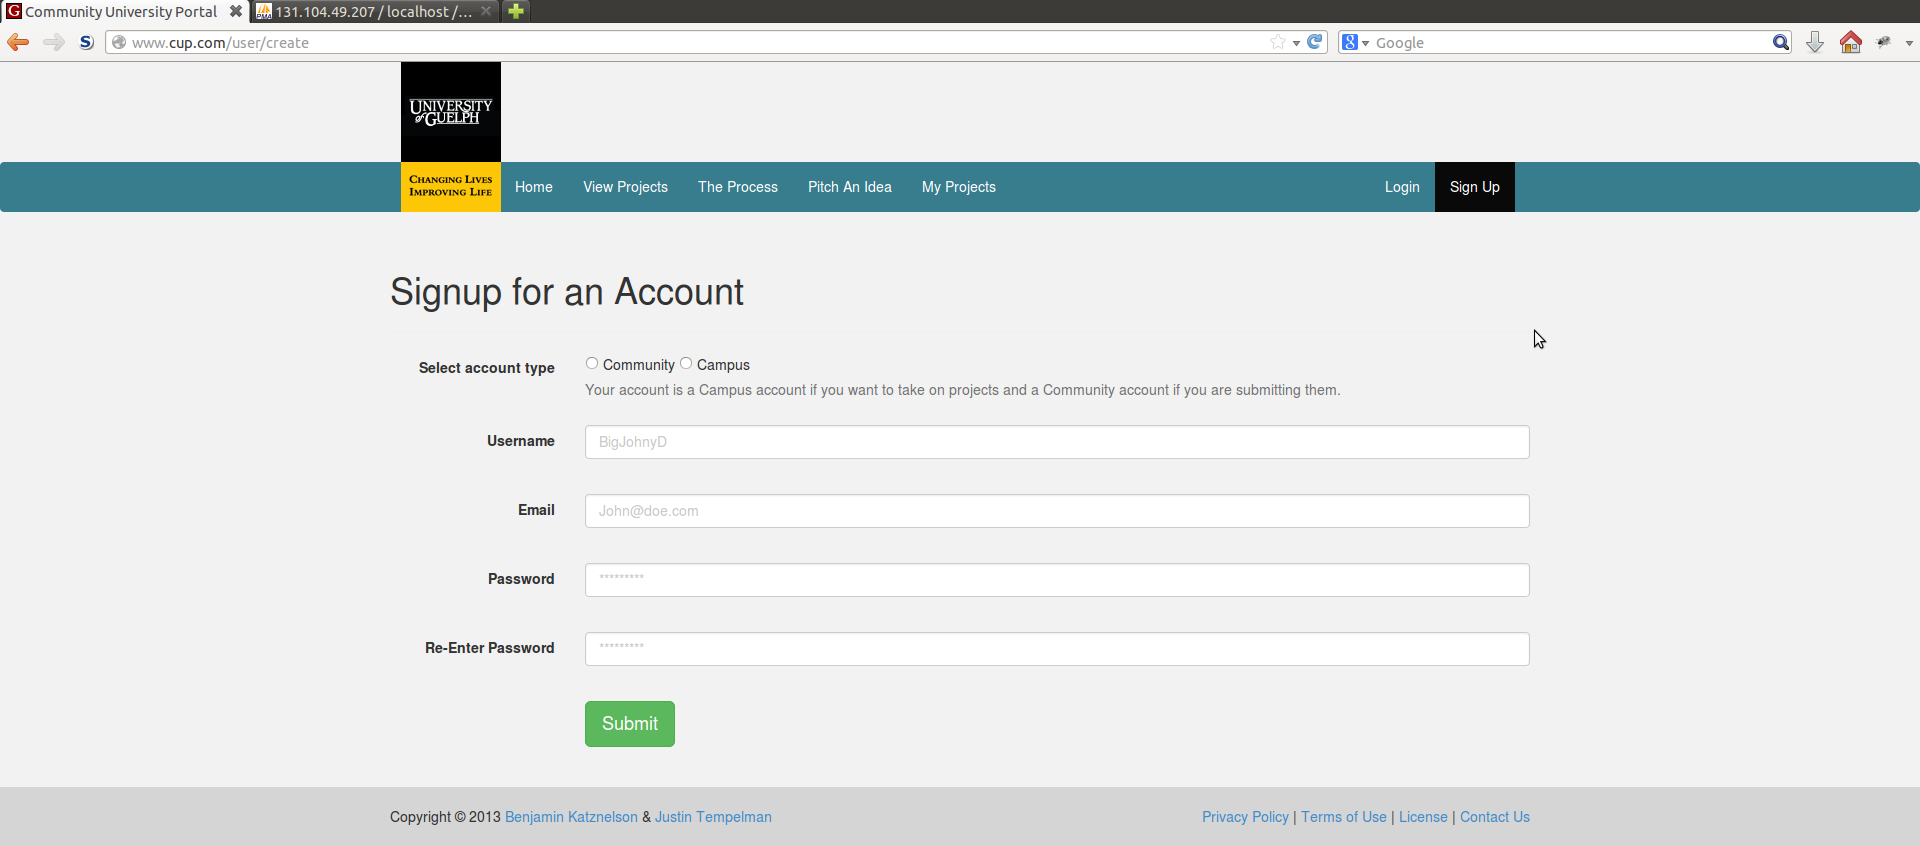 Community University Portal
131.104.49.207 / localhost /...
www.cup.com/user/create
Google
UNIVERSITY
of GUELPH
CHANGING LIVES
IMPROVING LIFE
Home
View Projects
The Process
Pitch An Idea
My Projects
Login
Sign Up
Signup for an Account
Select account type
Community
Campus
Your account is a Campus account if you want to take on projects and a Community account if you are submitting them.
Username
BigJohnyD
Email
John@doe.com
Password
*********
Re-Enter Password
*********
Submit
Copyright © 2013 Benjamin Katznelson & Justin Tempelman
Privacy Policy | Terms of Use | License | Contact Us